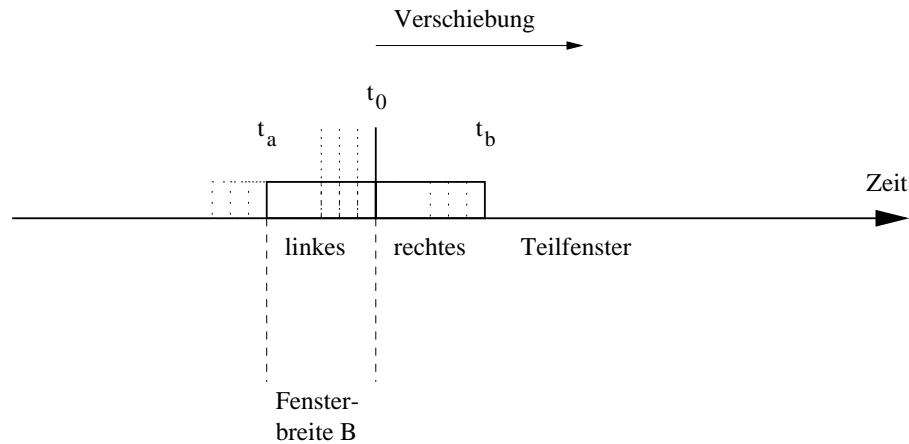 Verschiebung
t0
ta
tb
Zeit
linkes rechtes Teilfenster
Fenster-
breite B